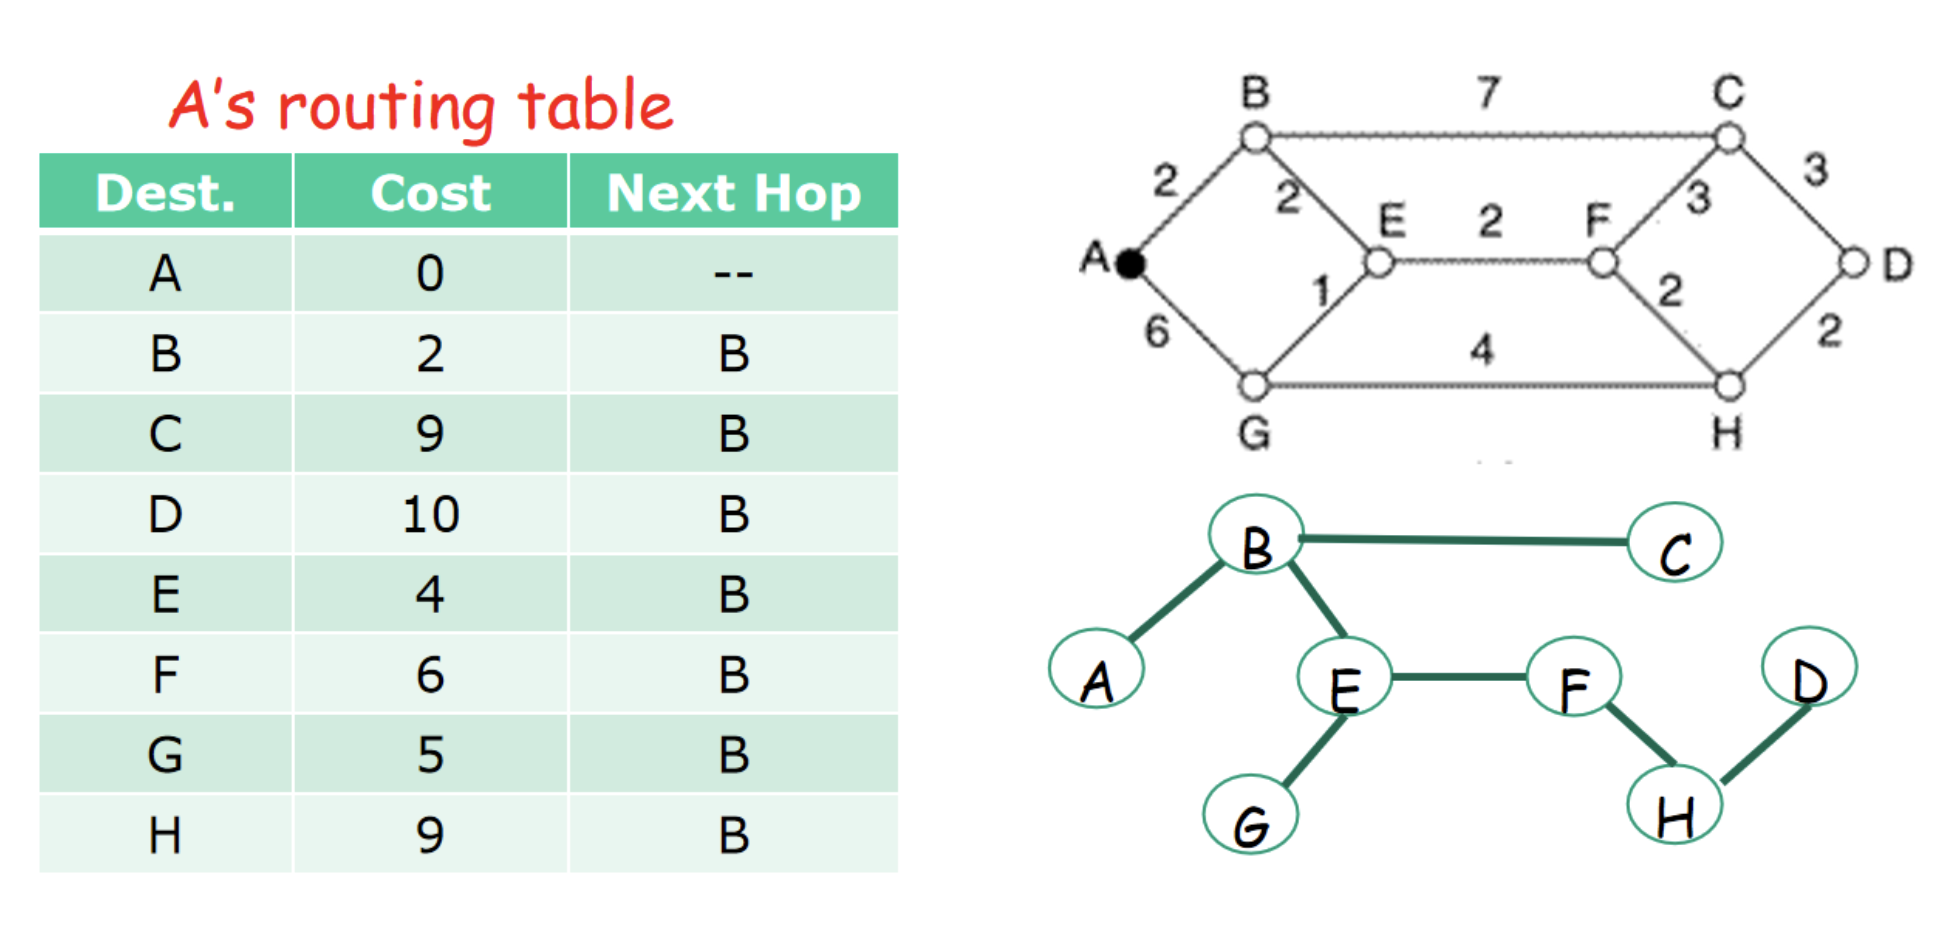 A's routing table
Dest. Cost Next Hop
A 0 --
B 2 B
C 9 B
D 10 B
E 4 B
F 6 B
G 5 B
H 9 B
B 7 C
2 2 3 3
E 2 F
A D
1 2
6 4 2
G H
B C
A E F D
G H